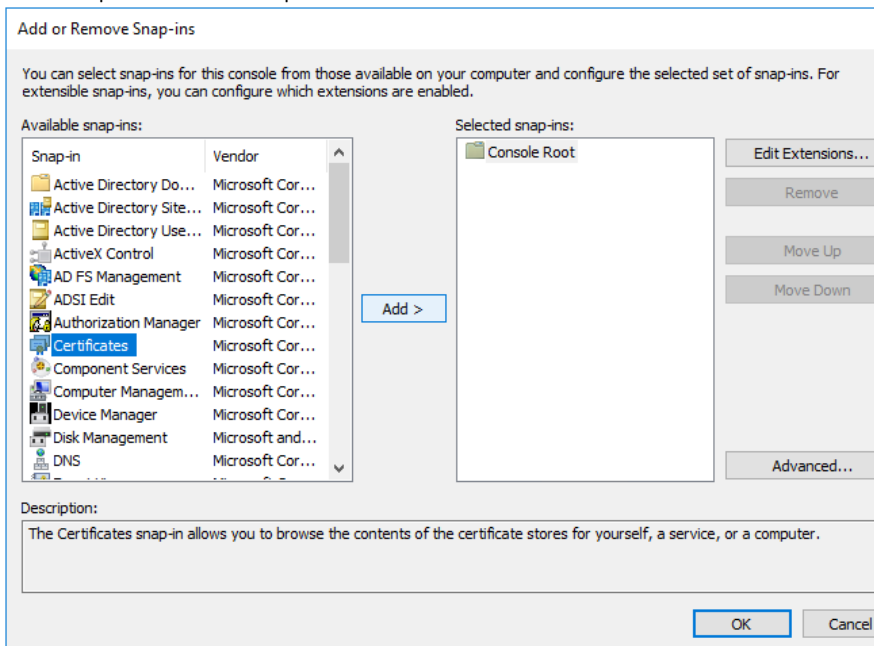 Add or Remove Snap-ins
You can select snap-ins for this console from those available on your computer and configure the selected set of snap-ins. For
extensible snap-ins, you can configure which extensions are enabled.
Available snap-ins:
Selected snap-ins:
Snap-in Vendor
Console Root
Edit Extensions...
Active Directory Do... Microsoft Cor...
Remove
Active Directory Site... Microsoft Cor...
Active Directory Use... Microsoft Cor...
ActiveX Control Microsoft Cor...
Move Up
AD FS Management Microsoft Cor...
Move Down
ADSI Edit Microsoft Cor...
Add >
Authorization Manager Microsoft Cor...
Certificates Microsoft Cor...
Component Services Microsoft Cor...
Computer Managem... Microsoft Cor...
Device Manager Microsoft Cor...
Disk Management Microsoft and...
DNS Microsoft Cor...
Advanced...
Description:
The Certificates snap-in allows you to browse the contents of the certificate stores for yourself, a service, or a computer.
OK
Cancel